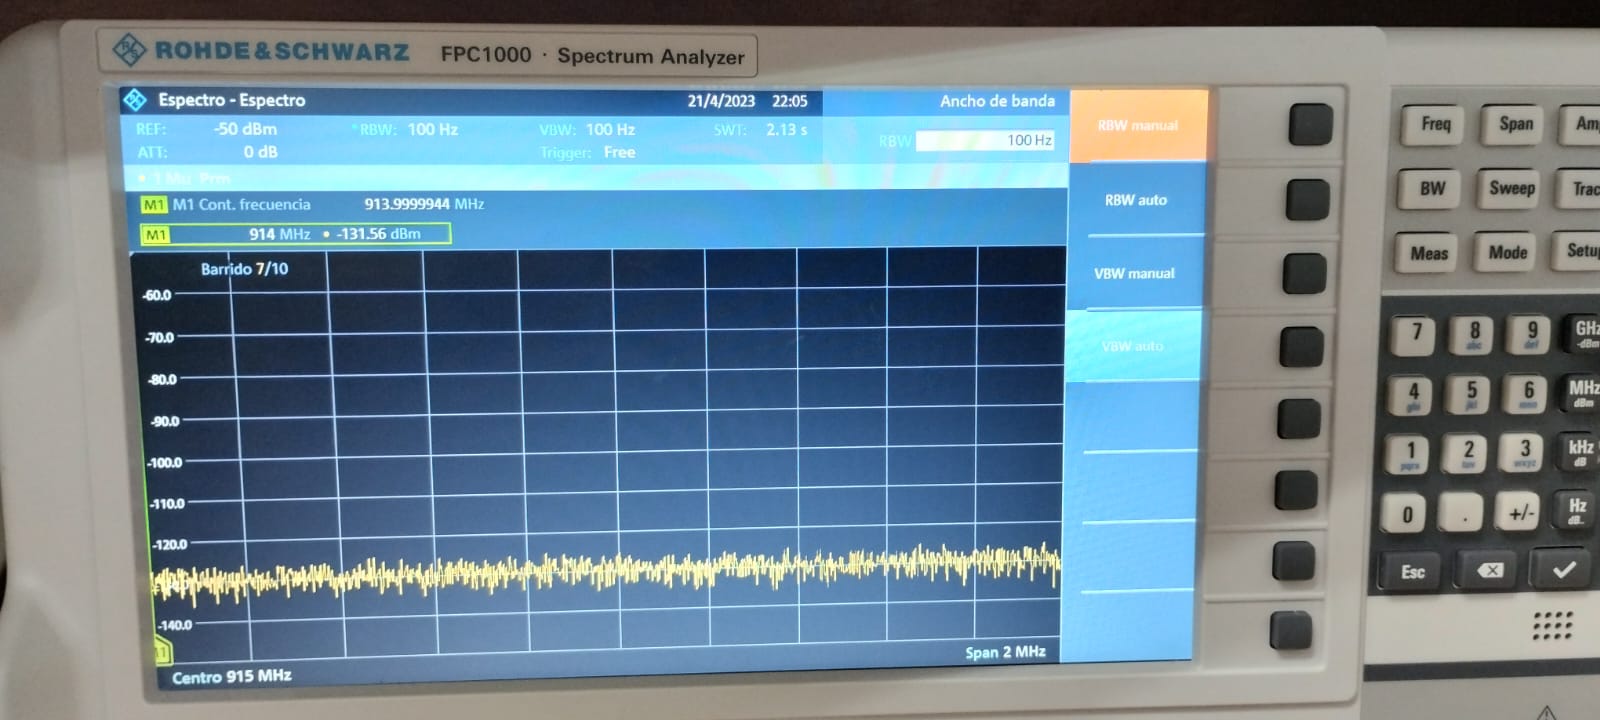 ROHDE & SCHWARZ FPC1000 · Spectrum Analyzer
Espectro - Espectro 21/4/2023 22:05 Ancho de banda
REF: -50 dBm RBW: 100 Hz VBW: 100 Hz SWT: 2.13 s RBW 100 Hz
ATT: 0 dB Trigger: Free
M1 M1 Cont. frecuencia 913.9999944 MHz
M1 914 MHz • -131.56 dBm
Barrido 7/10
-60.0
-70.0
-80.0
-90.0
-100.0
-110.0
-120.0
-140.0
Centro 915 MHz Span 2 MHz
RBW manual
RBW auto
VBW manual
VBW auto
Freq Span
BW Sweep
Meas Mode
7 8 abc 9 def GHz -dBm
4 ghi 5 jkl 6 mno MHz dBm
1 pqrs 2 tuv 3 wxyz kHz dB
0 . +/- Hz dB..
Esc